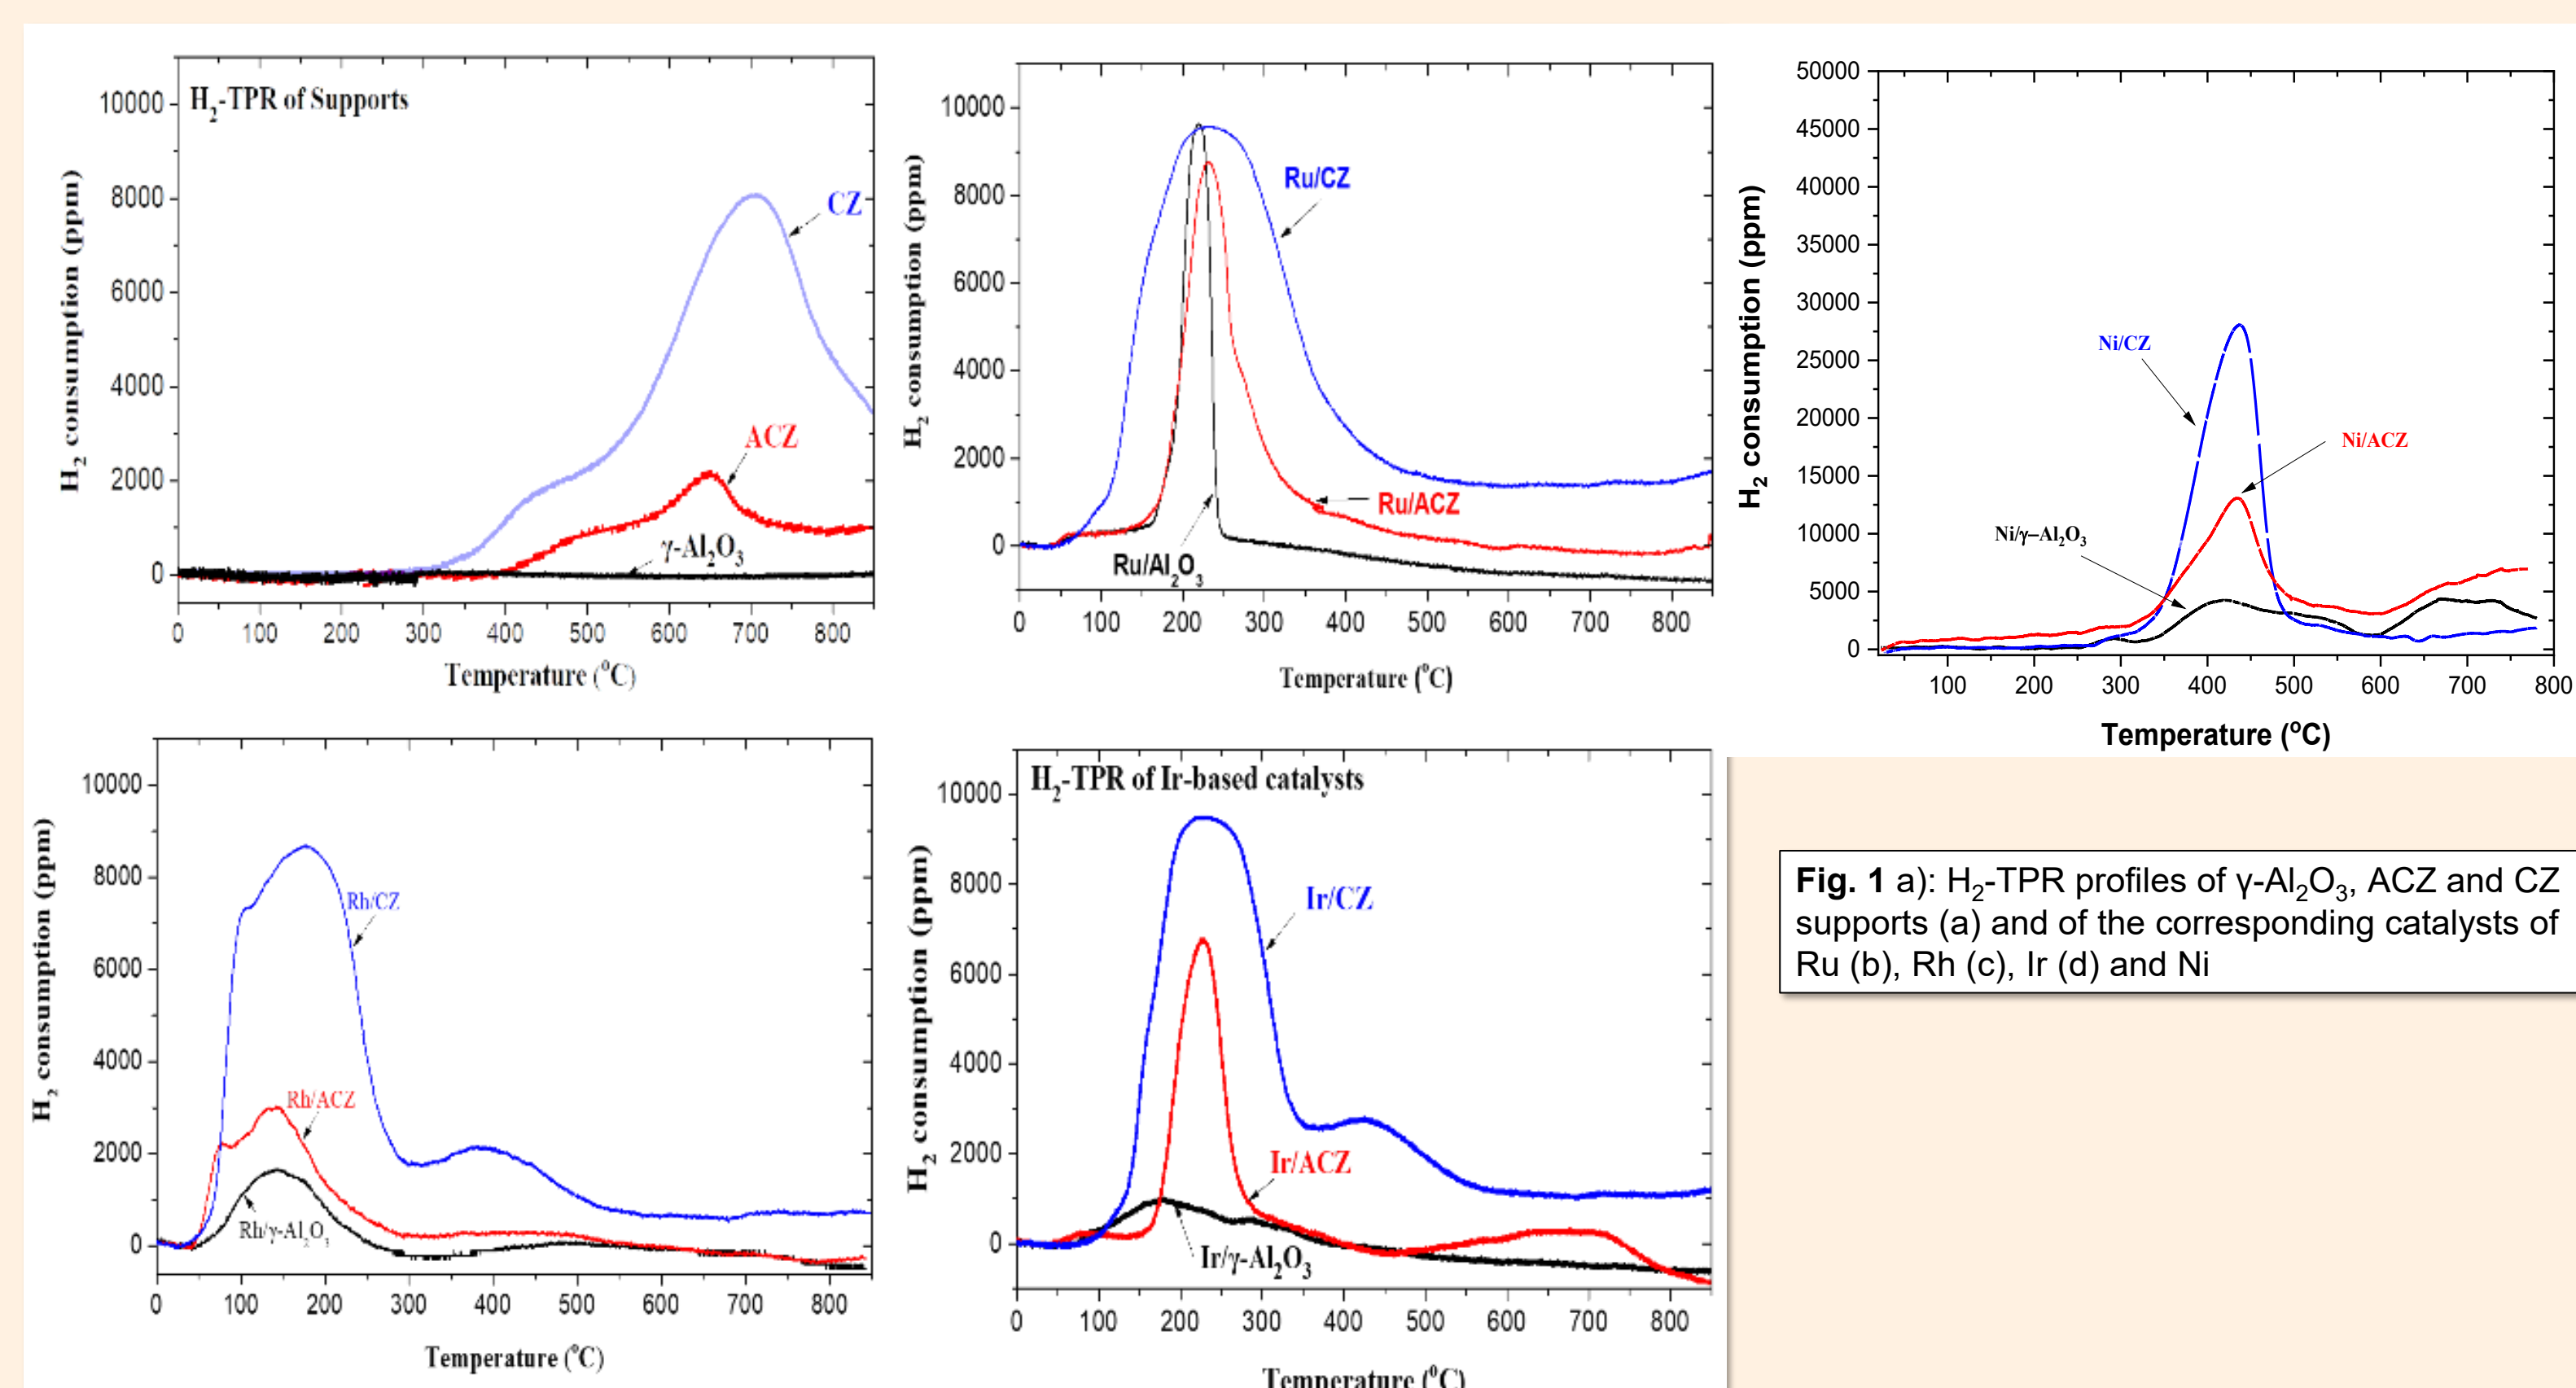 H₂-TPR of Supports
H₂ consumption (ppm)
10000
8000
6000
4000
2000
0
CZ
ACZ
γ-Al₂O₃
0 100 200 300 400 500 600 700 800
Temperature (⁰C)
H₂ consumption (ppm)
10000
8000
6000
4000
2000
0
Ru/CZ
Ru/ACZ
Ru/Al₂O₃
0 100 200 300 400 500 600 700 800
Temperature (⁰C)
H₂ consumption (ppm)
50000
45000
40000
35000
30000
25000
20000
15000
10000
5000
0
Ni/CZ
Ni/ACZ
Ni/γ–Al₂O₃
100 200 300 400 500 600 700 800
Temperature (ºC)
H₂ consumption (ppm)
10000
8000
6000
4000
2000
0
Rh/CZ
Rh/ACZ
Rh/γ-Al₂O₃
0 100 200 300 400 500 600 700 800
Temperature (⁰C)
H₂-TPR of Ir-based catalysts
H₂ consumption (ppm)
10000
8000
6000
4000
2000
0
Ir/CZ
Ir/ACZ
Ir/γ-Al₂O₃
0 100 200 300 400 500 600 700 800
Temperature (⁰C)
Fig. 1 a): H₂-TPR profiles of γ-Al₂O₃, ACZ and CZ
supports (a) and of the corresponding catalysts of
Ru (b), Rh (c), Ir (d) and Ni